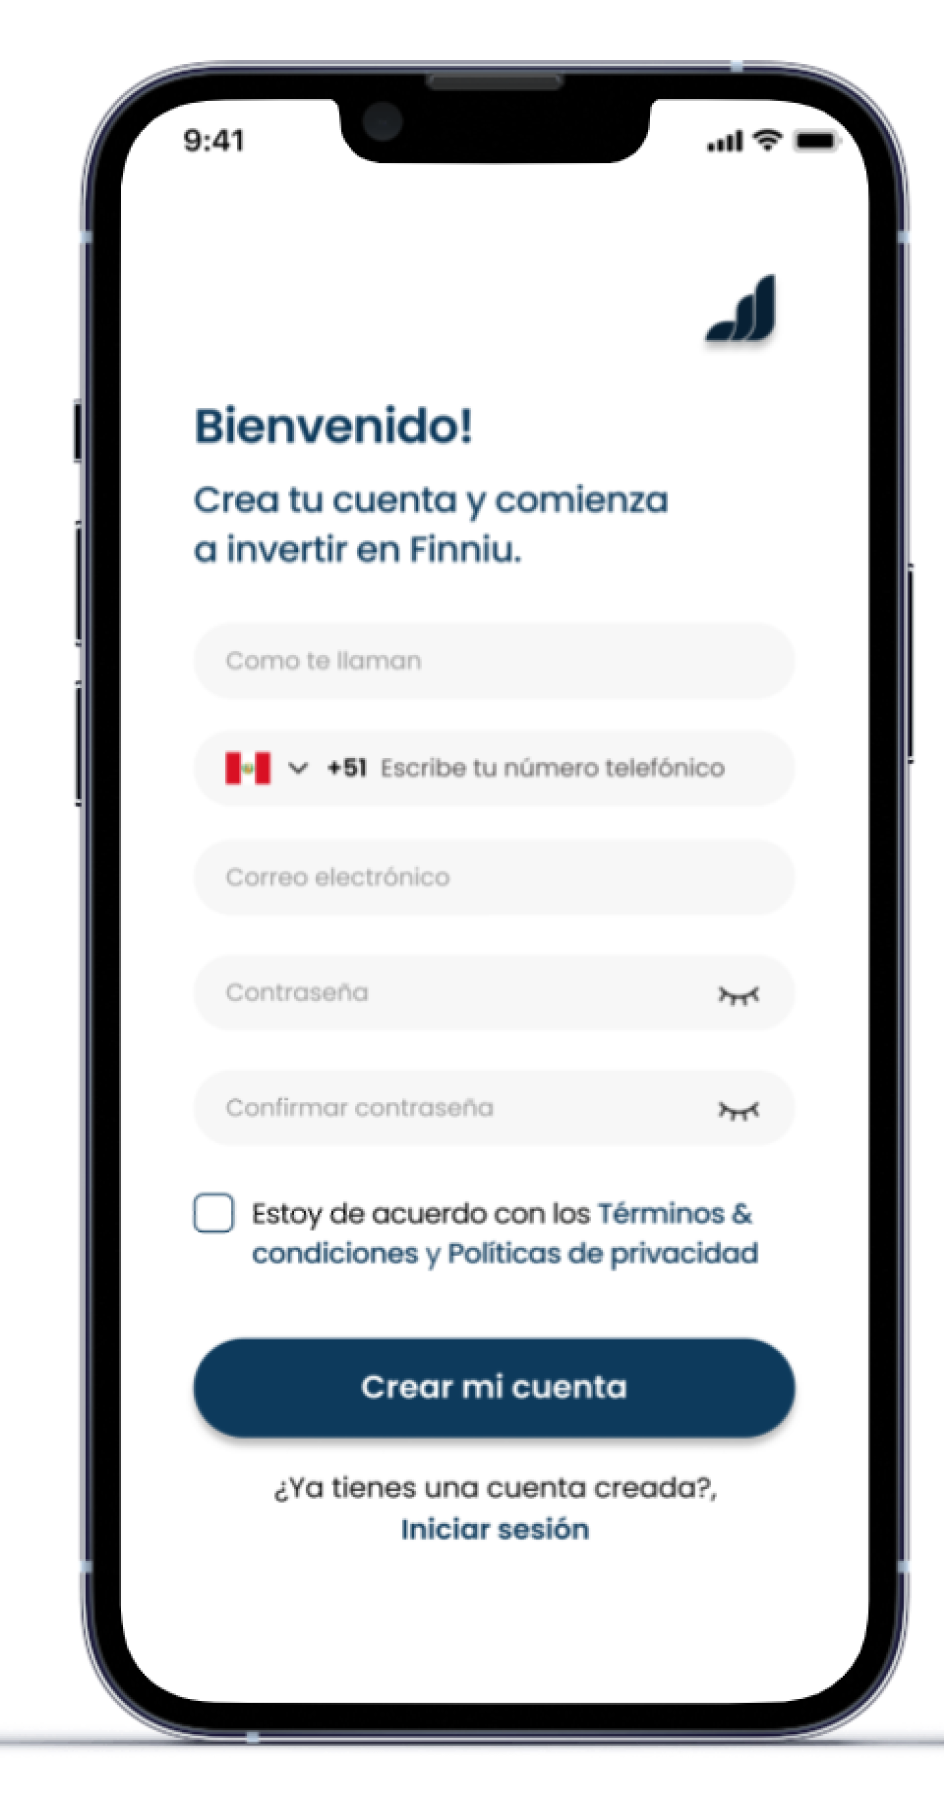 9:41
Bienvenido!
Crea tu cuenta y comienza
a invertir en Finniu.
Como te llaman
+51 Escribe tu número telefónico
Correo electrónico
Contraseña
Confirmar contraseña
Estoy de acuerdo con los Términos &
condiciones y Políticas de privacidad
Crear mi cuenta
¿Ya tienes una cuenta creada?,
Iniciar sesión